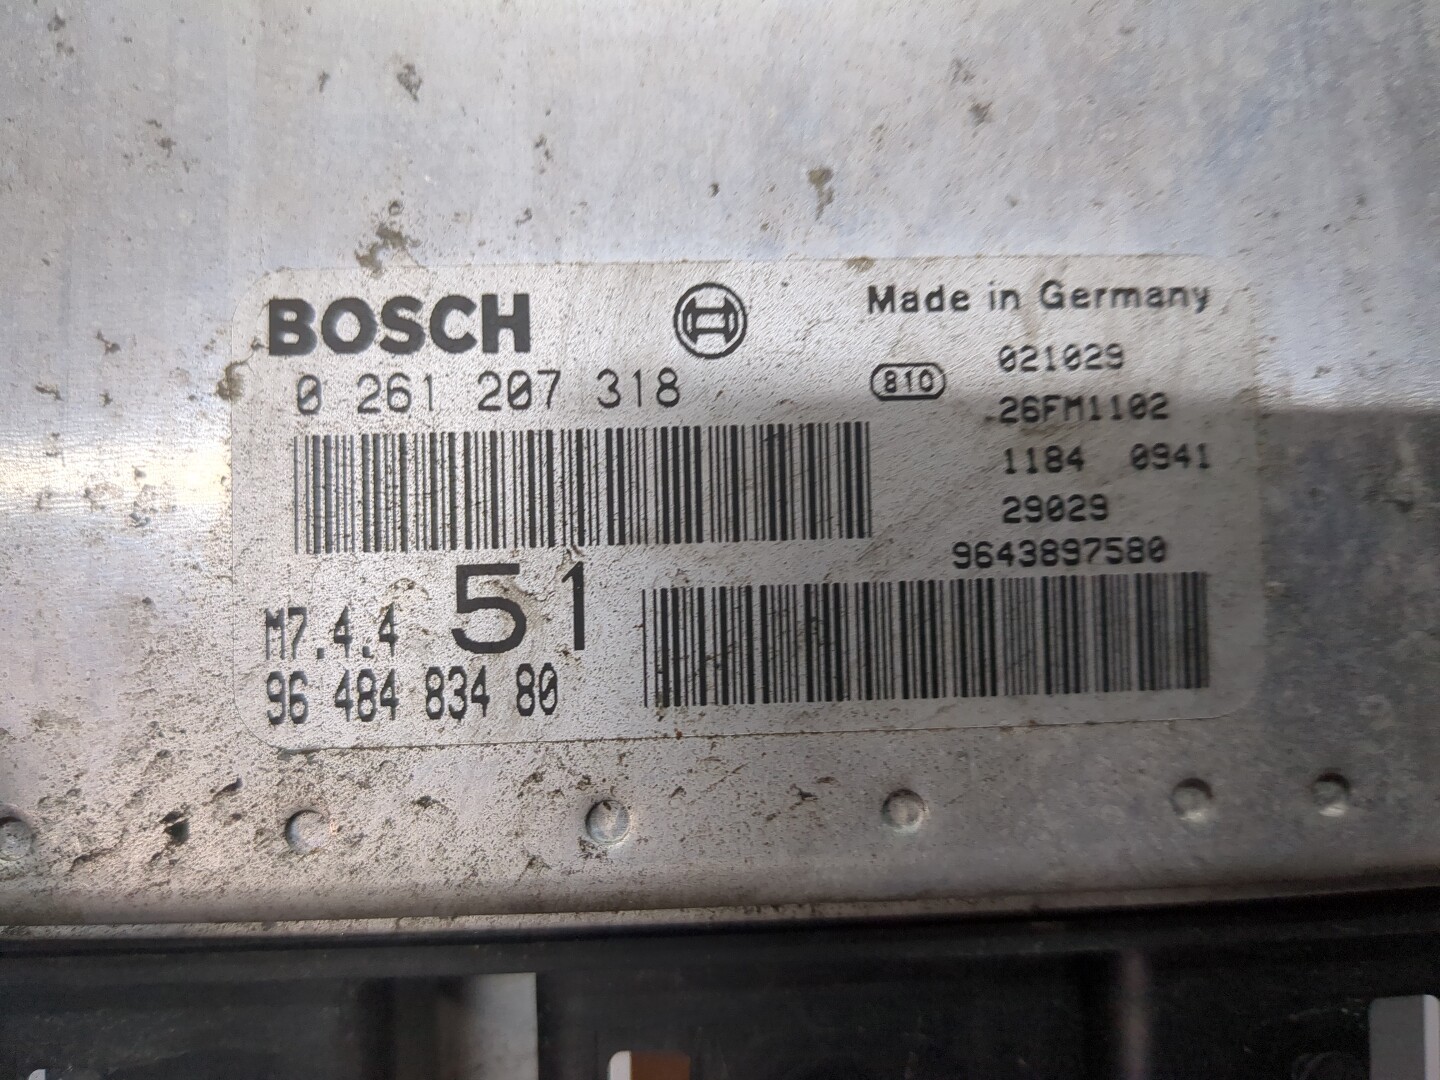 BOSCH
Made in Germany
0 261 207 318
810
021029
26FM1102
1184 0941
29029
9643897580
M7.4.4
51
96 484 834 80